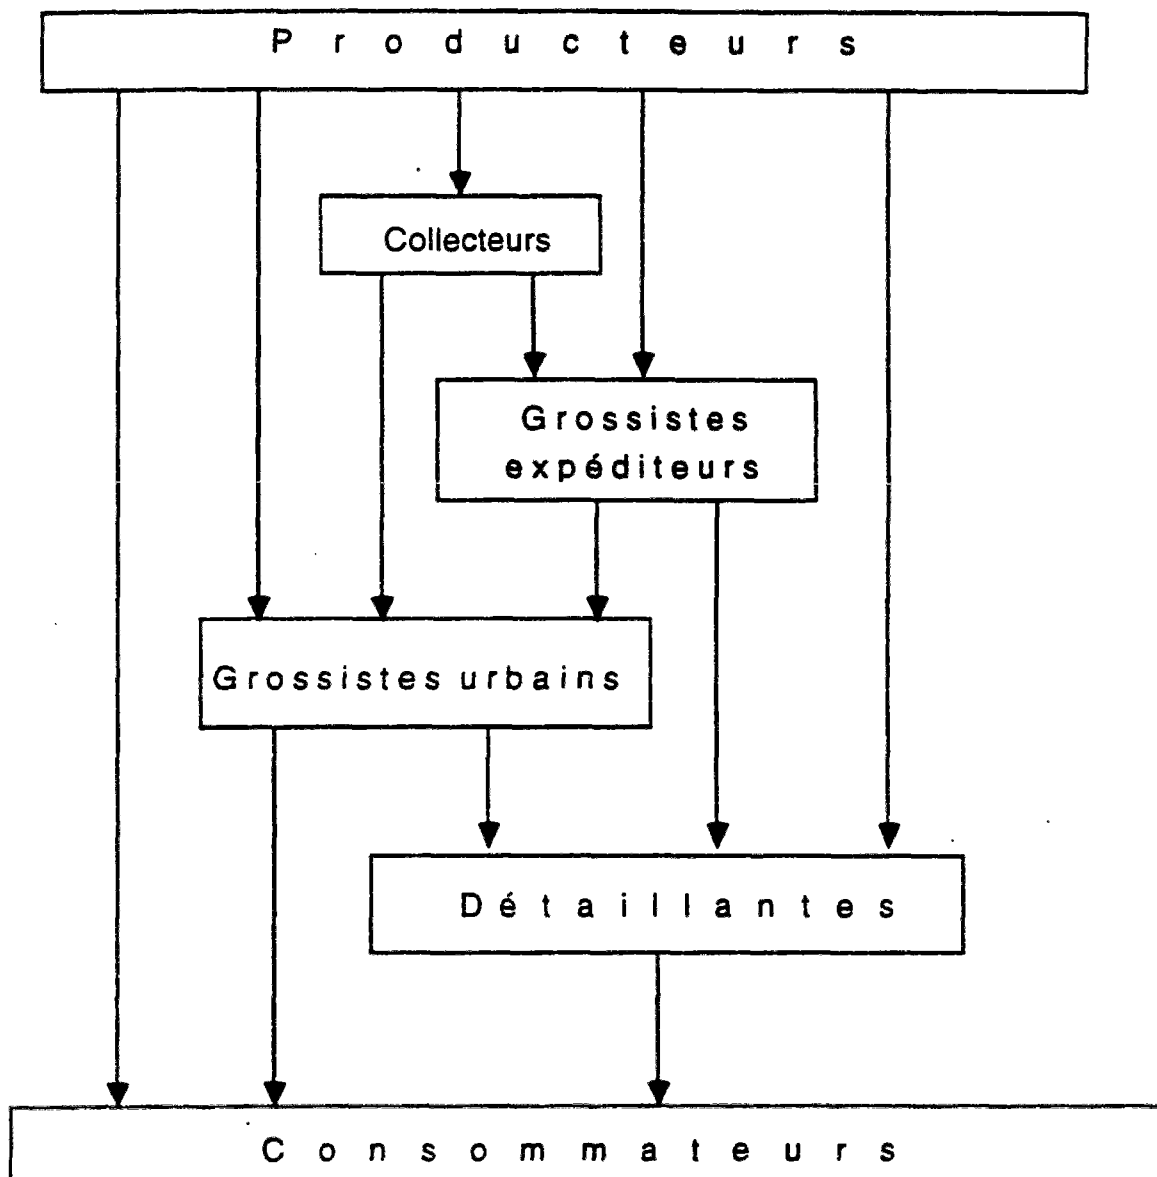 Producteurs
Collecteurs
Grossistes
expéditeurs
Grossistes urbains
Détaillantes
Consommateurs